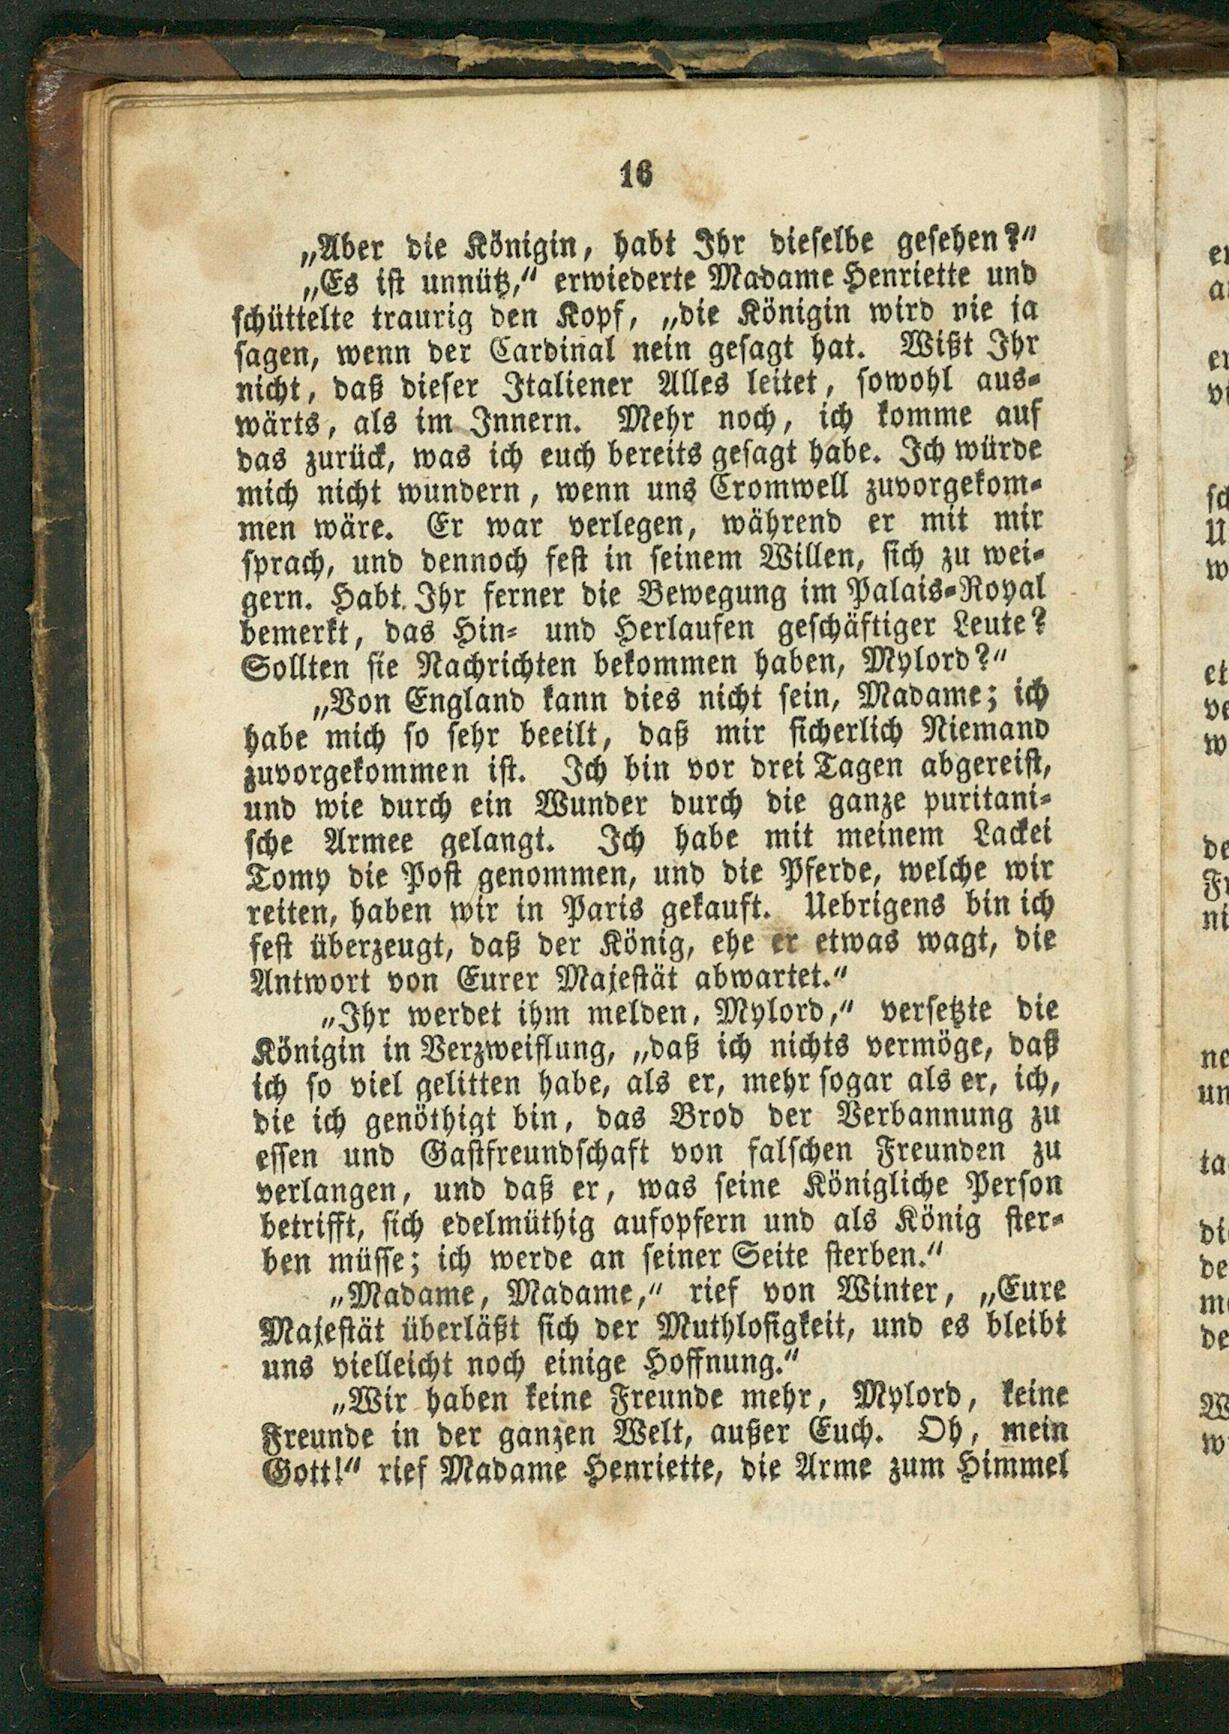 16
„Aber die Königin, habt Ihr dieselbe gesehen?“
„Es ist unnütz,“ erwiederte Madame Henriette und
schüttelte traurig den Kopf, „die Königin wird nie ja
sagen, wenn der Cardinal nein gesagt hat. Wißt Ihr
nicht, daß dieser Italiener Alles leitet, sowohl aus-
wärts, als im Innern. Mehr noch, ich komme auf
das zurück, was ich euch bereits gesagt habe. Ich würde
mich nicht wundern, wenn uns Cromwell zuvorgekom-
men wäre. Er war verlegen, während er mit mir
sprach, und dennoch fest in seinem Willen, sich zu wei-
gern. Habt Ihr ferner die Bewegung im Palais-Royal
bemerkt, das Hin- und Herlaufen geschäftiger Leute?
Sollten sie Nachrichten bekommen haben, Mylord?“
„Von England kann dies nicht sein, Madame; ich
habe mich so sehr beeilt, daß mir sicherlich Niemand
zuvorgekommen ist. Ich bin vor drei Tagen abgereist,
und wie durch ein Wunder durch die ganze puritani-
sche Armee gelangt. Ich habe mit meinem Lackei
Tomy die Post genommen, und die Pferde, welche wir
reiten, haben wir in Paris gekauft. Uebrigens bin ich
fest überzeugt, daß der König, ehe er etwas wagt, die
Antwort von Eurer Majestät abwartet.“
„Ihr werdet ihm melden, Mylord,“ versetzte die
Königin in Verzweiflung, „daß ich nichts vermöge, daß
ich so viel gelitten habe, als er, mehr sogar als er, ich,
die ich genöthigt bin, das Brod der Verbannung zu
essen und Gastfreundschaft von falschen Freunden zu
verlangen, und daß er, was seine Königliche Person
betrifft, sich edelmüthig aufopfern und als König ster-
ben müsse; ich werde an seiner Seite sterben.“
„Madame, Madame,“ rief von Winter, „Eure
Majestät überläßt sich der Muthlosigkeit, und es bleibt
uns vielleicht noch einige Hoffnung.“
„Wir haben keine Freunde mehr, Mylord, keine
Freunde in der ganzen Welt, außer Euch. Oh, mein
Gott!“ rief Madame Henriette, die Arme zum Himmel